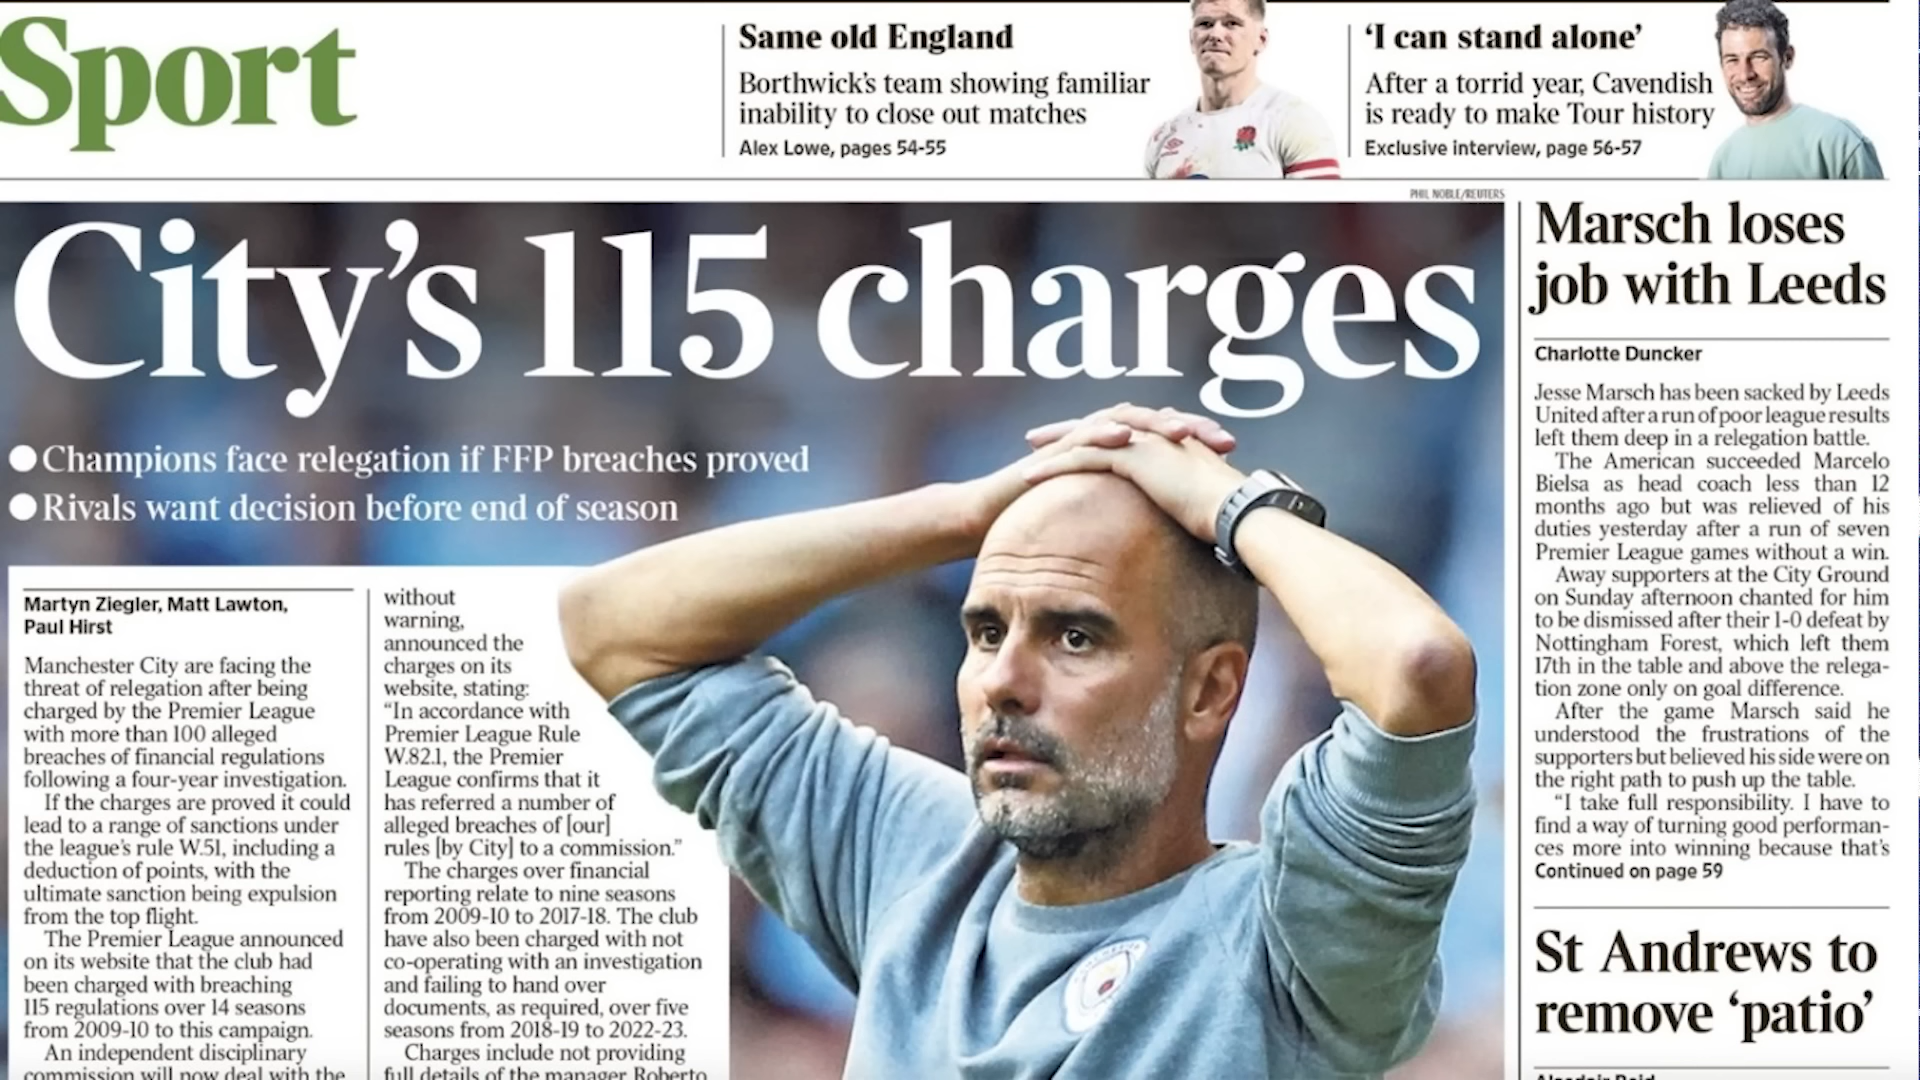 Sport
Same old England
Borthwick's team showing familiar
inability to close out matches
Alex Lowe, pages 54-55
'I can stand alone'
After a torrid year, Cavendish
is ready to make Tour history
Exclusive interview, page 56-57
PHIL NOBLE/REUTERS
City's 115 charges
● Champions face relegation if FFP breaches proved
● Rivals want decision before end of season
Martyn Ziegler, Matt Lawton,
Paul Hirst
Manchester City are facing the
threat of relegation after being
charged by the Premier League
with more than 100 alleged
breaches of financial regulations
following a four-year investigation.
If the charges are proved it could
lead to a range of sanctions under
the league's rule W.51, including a
deduction of points, with the
ultimate sanction being expulsion
from the top flight.
The Premier League announced
on its website that the club had
been charged with breaching
115 regulations over 14 seasons
from 2009-10 to this campaign.
An independent disciplinary
commission will now deal with the
without
warning,
announced the
charges on its
website, stating:
“In accordance with
Premier League Rule
W.82.1, the Premier
League confirms that it
has referred a number of
alleged breaches of [our]
rules [by City] to a commission.”
The charges over financial
reporting relate to nine seasons
from 2009-10 to 2017-18. The club
have also been charged with not
co-operating with an investigation
and failing to hand over
documents, as required, over five
seasons from 2018-19 to 2022-23.
Charges include not providing
full details of the manager Roberto
Marsch loses
job with Leeds
Charlotte Duncker
Jesse Marsch has been sacked by Leeds
United after a run of poor league results
left them deep in a relegation battle.
The American succeeded Marcelo
Bielsa as head coach less than 12
months ago but was relieved of his
duties yesterday after a run of seven
Premier League games without a win.
Away supporters at the City Ground
on Sunday afternoon chanted for him
to be dismissed after their 1-0 defeat by
Nottingham Forest, which left them
17th in the table and above the relega-
tion zone only on goal difference.
After the game Marsch said he
understood the frustrations of the
supporters but believed his side were on
the right path to push up the table.
“I take full responsibility. I have to
find a way of turning good performan-
ces more into winning because that's
Continued on page 59
St Andrews to
remove 'patio'